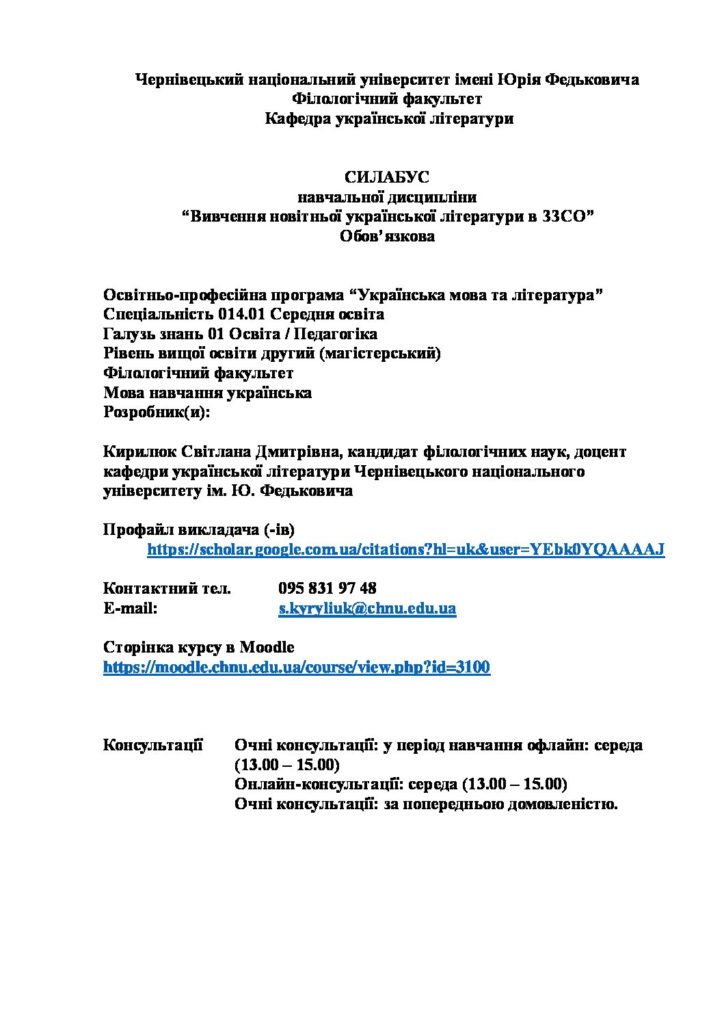 Чернівецький національний університет імені Юрія Федьковича
Філологічний факультет
Кафедра української літератури
СИЛАБУС
навчальної дисципліни
“Вивчення новітньої української літератури в ЗЗСО”
Обов’язкова
Освітньо-професійна програма “Українська мова та література”
Спеціальність 014.01 Середня освіта
Галузь знань 01 Освіта / Педагогіка
Рівень вищої освіти другий (магістерський)
Філологічний факультет
Мова навчання українська
Розробник(и):
Кирилюк Світлана Дмитрівна, кандидат філологічних наук, доцент
кафедри української літератури Чернівецького національного
університету ім. Ю. Федьковича
Профайл викладача (-ів)
https://scholar.google.com.ua/citations?hl=uk&user=YEbk0YQAAAAJ
Контактний тел. 095 831 97 48
E-mail: s.kyryliuk@chnu.edu.ua
Сторінка курсу в Moodle
https://moodle.chnu.edu.ua/course/view.php?id=3100
Консультації Очні консультації: у період навчання офлайн: середа
(13.00 – 15.00)
Онлайн-консультації: середа (13.00 – 15.00)
Очні консультації: за попередньою домовленістю.